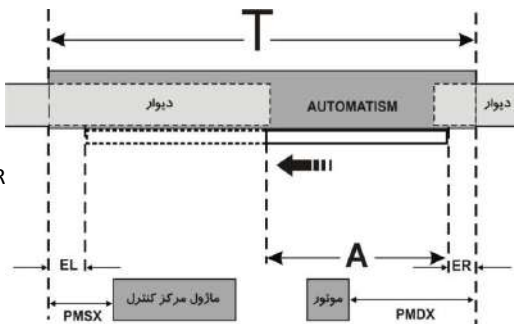 T
دیوار
AUTOMATISM
دیوار
R
A
EL
ER
ماژول مرکز کنترل
موتور
PMSX
PMDX